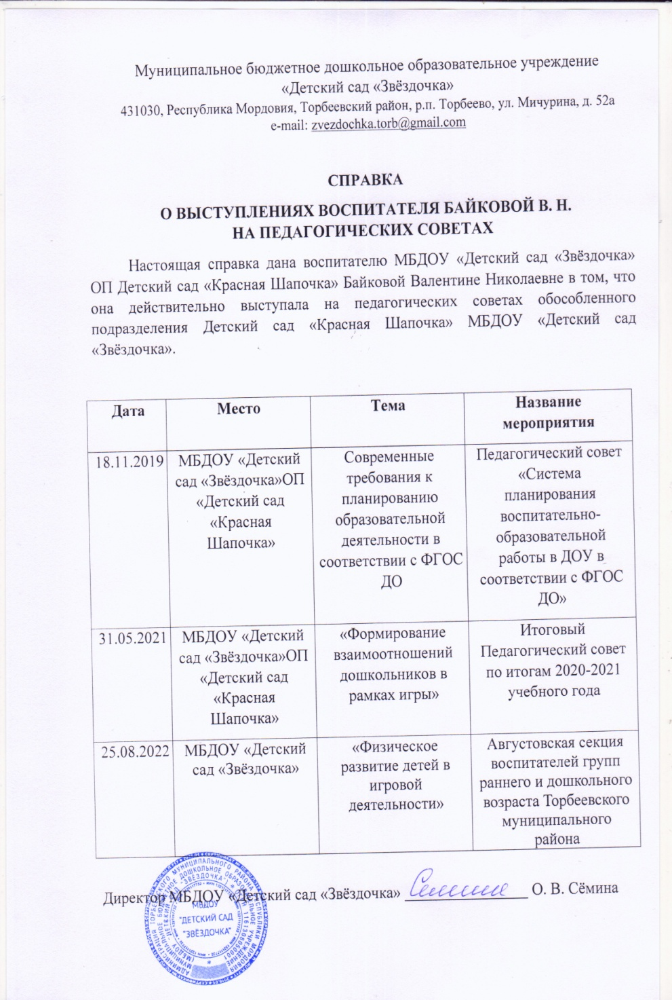 Муниципальное бюджетное дошкольное образовательное учреждение
«Детский сад «Звёздочка»
431030, Республика Мордовия, Торбеевский район, р.п. Торбеево, ул. Мичурина, д. 52а
e-mail: zvezdochka.torb@gmail.com
СПРАВКА
О ВЫСТУПЛЕНИЯХ ВОСПИТАТЕЛЯ БАЙКОВОЙ В. Н.
НА ПЕДАГОГИЧЕСКИХ СОВЕТАХ
Настоящая справка дана воспитателю МБДОУ «Детский сад «Звёздочка»
ОП Детский сад «Красная Шапочка» Байковой Валентине Николаевне в том, что
она действительно выступала на педагогических советах обособленного
подразделения Детский сад «Красная Шапочка» МБДОУ «Детский сад
«Звёздочка».
Дата
Место
Тема
Название
мероприятия
18.11.2019
МБДОУ «Детский
сад «Звёздочка»ОП
«Детский сад
«Красная
Шапочка»
Современные
требования к
планированию
образовательной
деятельности в
соответствии с ФГОС
ДО
Педагогический совет
«Система
планирования
воспитательно-
образовательной
работы в ДОУ в
соответствии с ФГОС
ДО»
31.05.2021
МБДОУ «Детский
сад «Звёздочка»ОП
«Детский сад
«Красная
Шапочка»
«Формирование
взаимоотношений
дошкольников в
рамках игры»
Итоговый
Педагогический совет
по итогам 2020-2021
учебного года
25.08.2022
МБДОУ «Детский
сад «Звёздочка»
«Физическое
развитие детей в
игровой
деятельности»
Августовская секция
воспитателей групп
раннего и дошкольного
возраста Торбеевского
муниципального
района
Директор МБДОУ «Детский сад «Звёздочка» О. В. Сёмина
МБДОУ
"ДЕТСКИЙ САД
"ЗВЁЗДОЧКА"